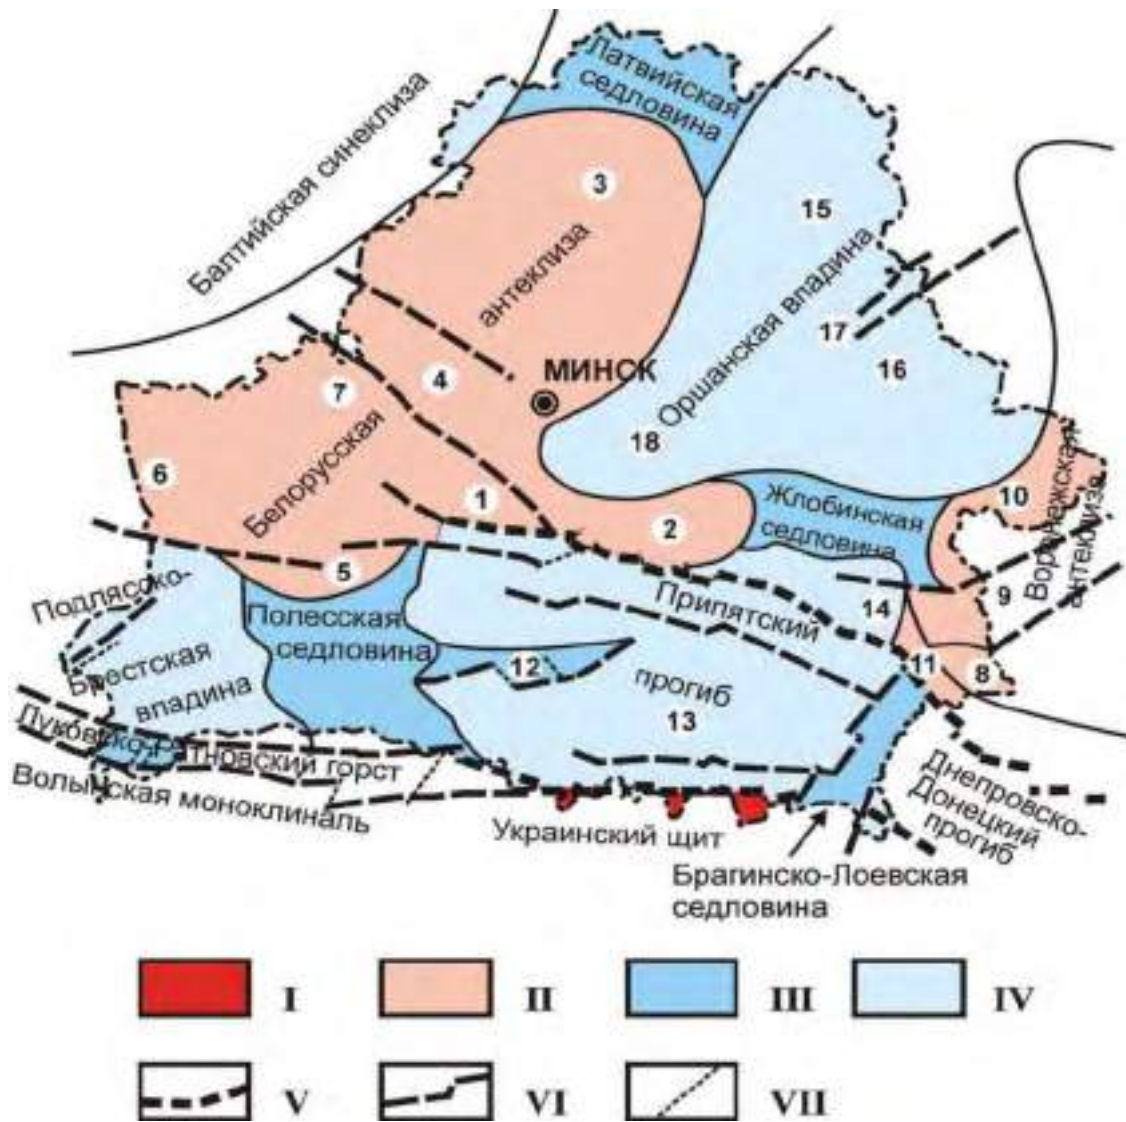 Латвийская
седловина
Балтийская синеклиза
3
15
антеклиза
Оршанская впадина
17
МИНСК
4
16
7
18
Белорусская
6
1
2
Жлобинская
седловина
10
Воронежская
антеклиза
9
5
Подлясско-
Брестская
впадина
Полесская
седловина
Припятский
прогиб
14
12
11
8
13
Луковско-Ратновский горст
Волынская моноклиналь
Украинский щит
Днепровско-
Донецкий
прогиб
Брагинско-Лоевская
седловина
I II III IV
V VI VII